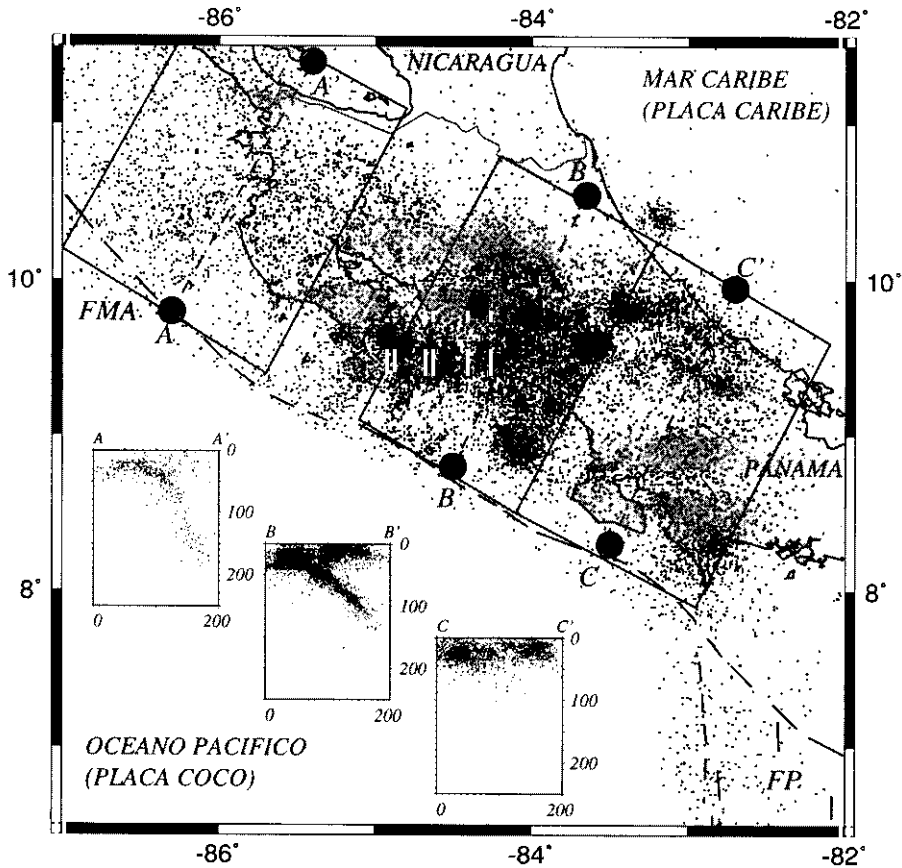 -86° -84° -82°
NICARAGUA
MAR CARIBE
(PLACA CARIBE)
A'
B'
C'
10° 10°
FMA
A
B
PANAMA
C
A A' 0
100
200
0 200
B B' 0
100
200
0 200
C C' 0
100
200
0 200
8° 8°
OCEANO PACIFICO
(PLACA COCO)
FP
-86° -84° -82°